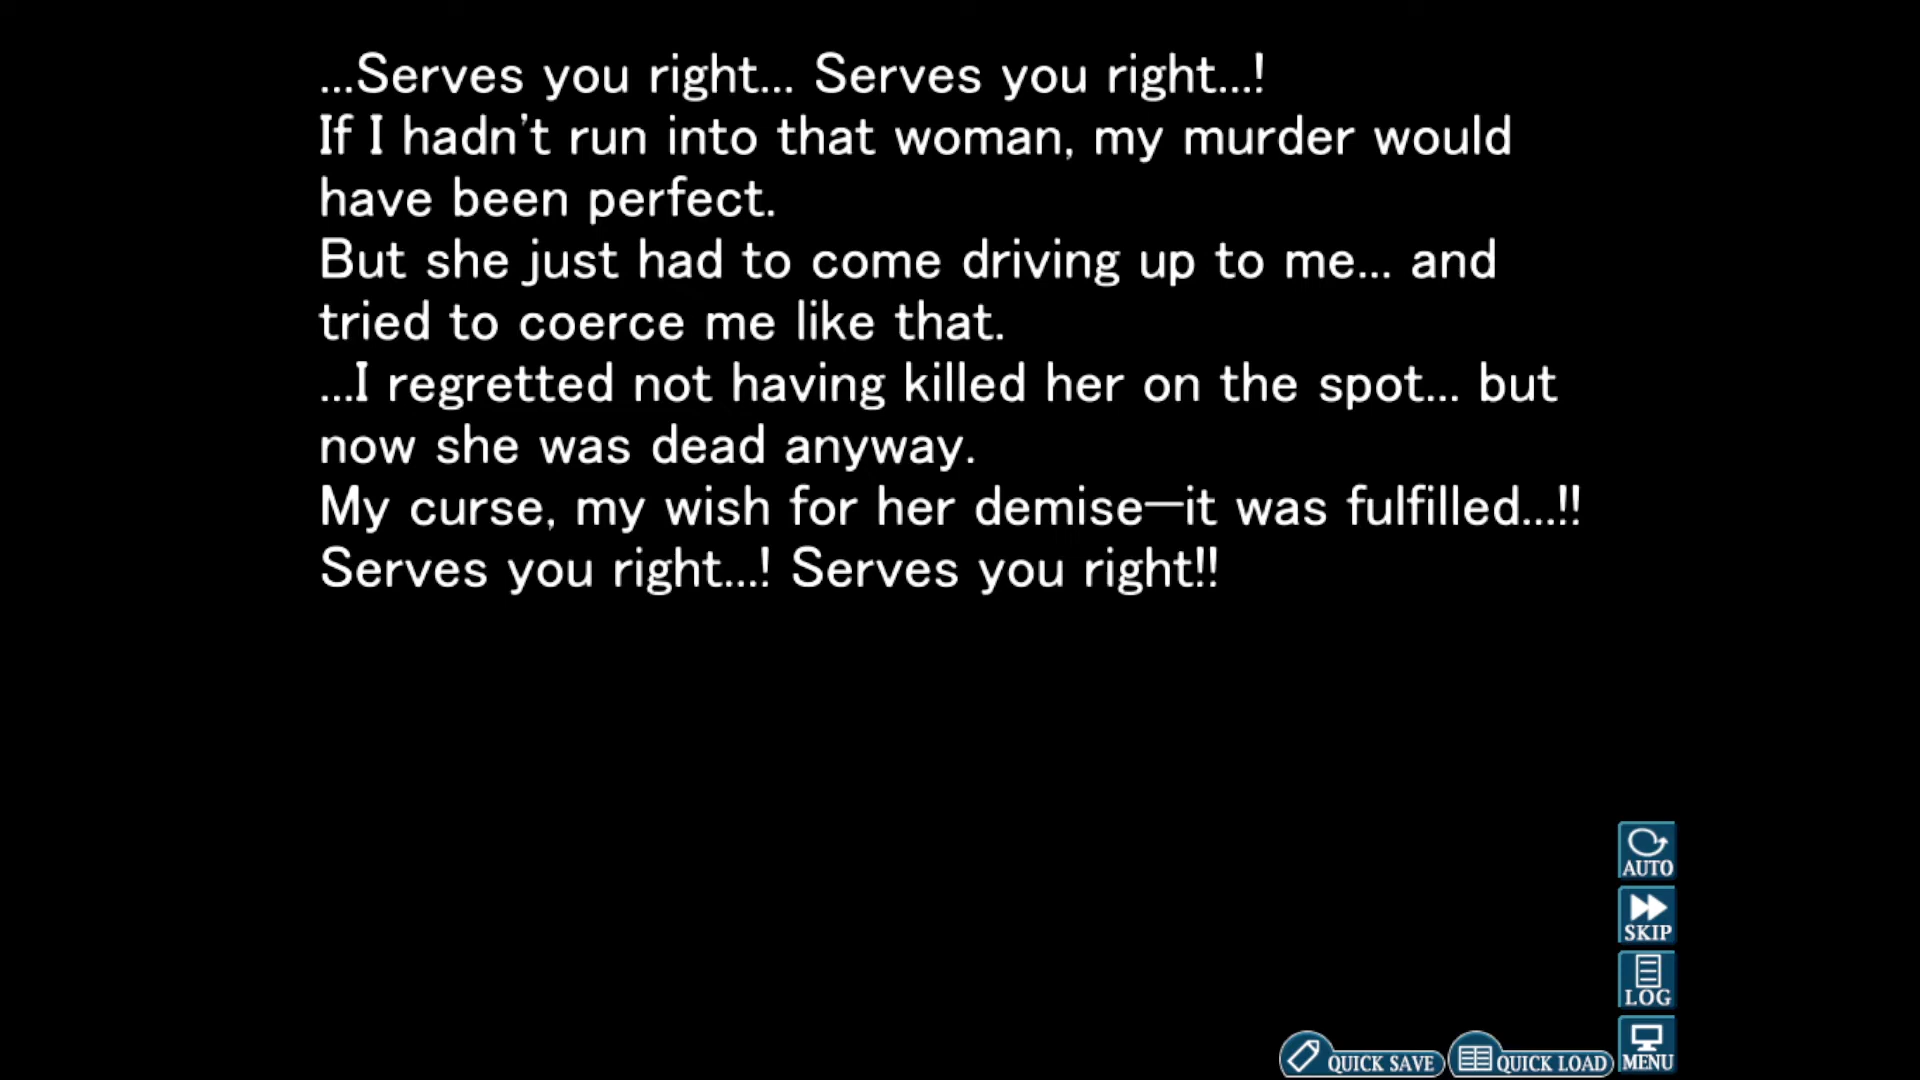 ...Serves you right... Serves you right...!
If I hadn't run into that woman, my murder would
have been perfect.
But she just had to come driving up to me... and
tried to coerce me like that.
...I regretted not having killed her on the spot... but
now she was dead anyway.
My curse, my wish for her demise—it was fulfilled...!!
Serves you right...! Serves you right!!
AUTO
SKIP
LOG
MENU
QUICK SAVE
QUICK LOAD